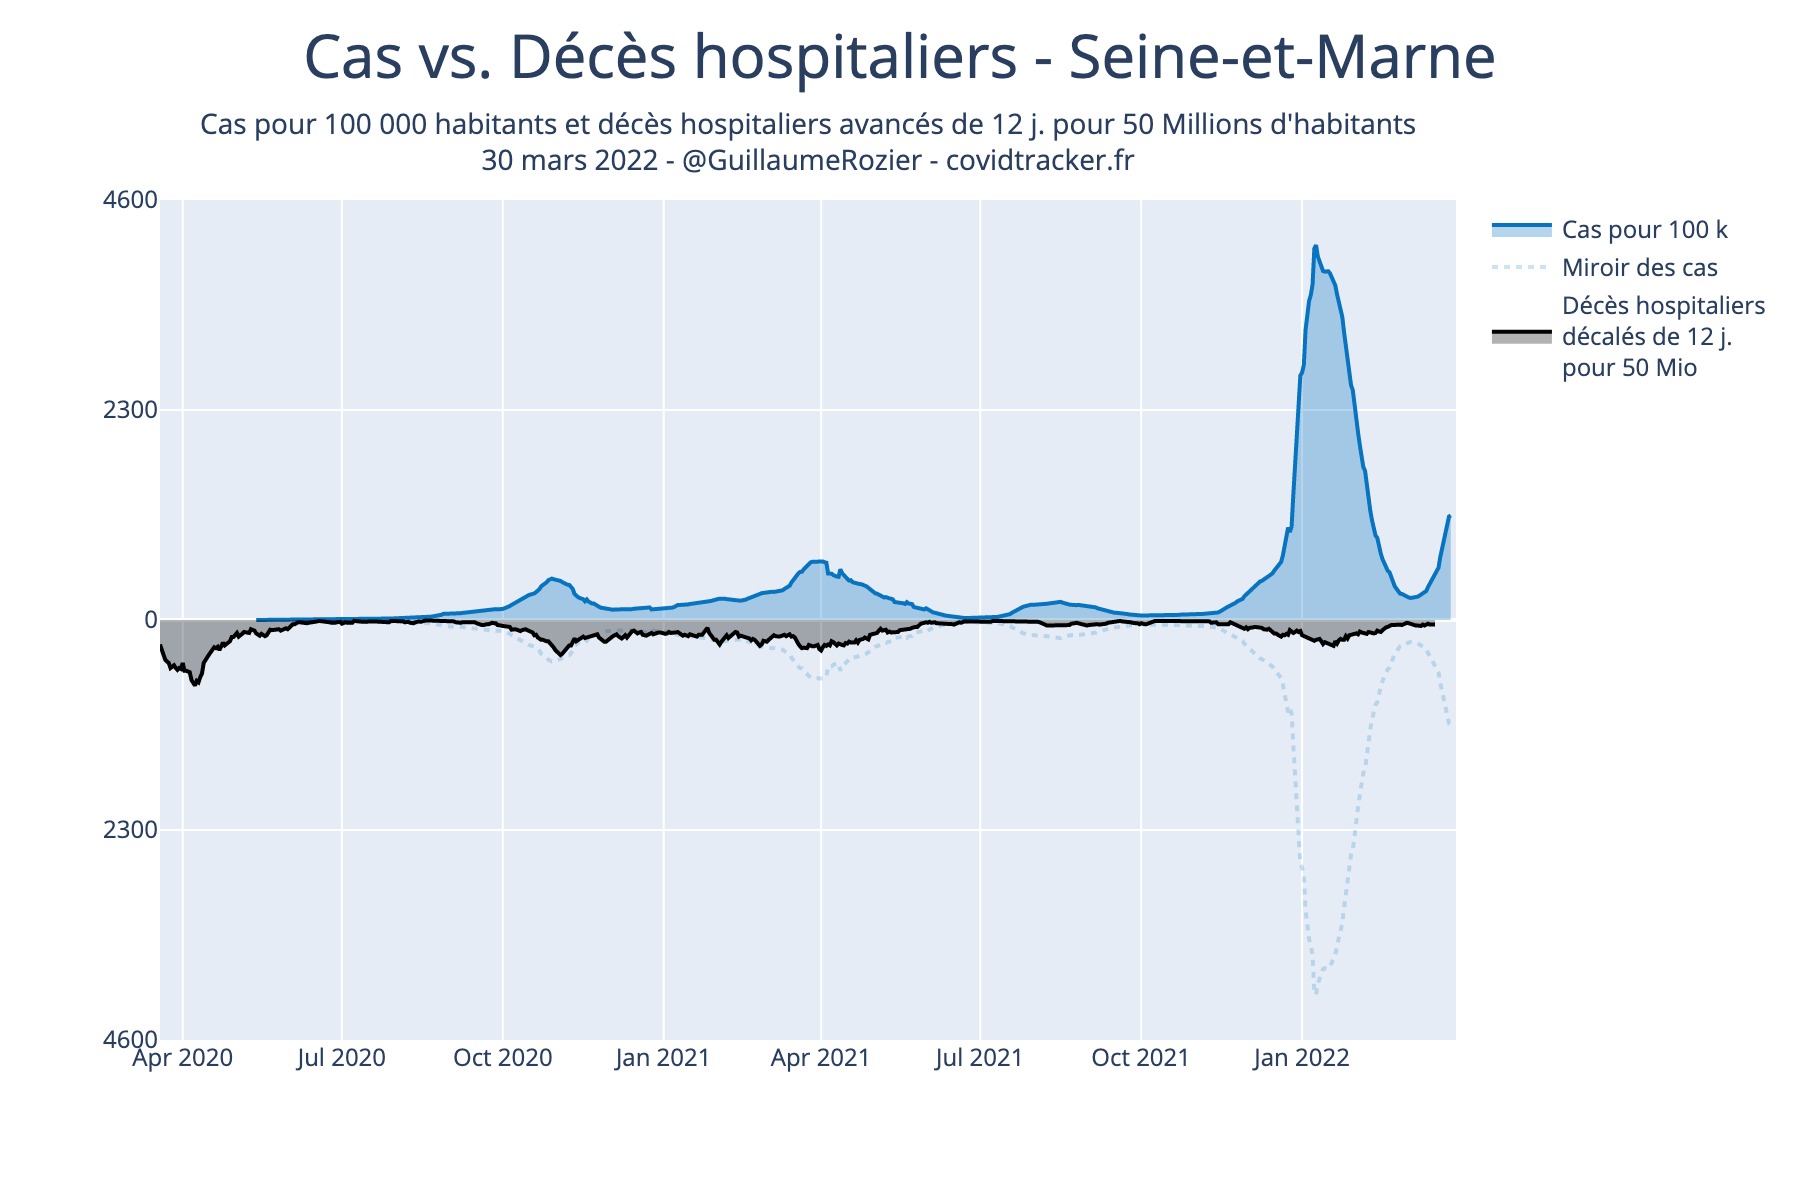 Cas vs. Décès hospitaliers - Seine-et-Marne
Cas pour 100 000 habitants et décès hospitaliers avancés de 12 j. pour 50 Millions d'habitants
30 mars 2022 - @GuillaumeRozier - covidtracker.fr
4600
2300
0
2300
4600
Apr 2020
Jul 2020
Oct 2020
Jan 2021
Apr 2021
Jul 2021
Oct 2021
Jan 2022
Cas pour 100 k
Miroir des cas
Décès hospitaliers
décalés de 12 j.
pour 50 Mio